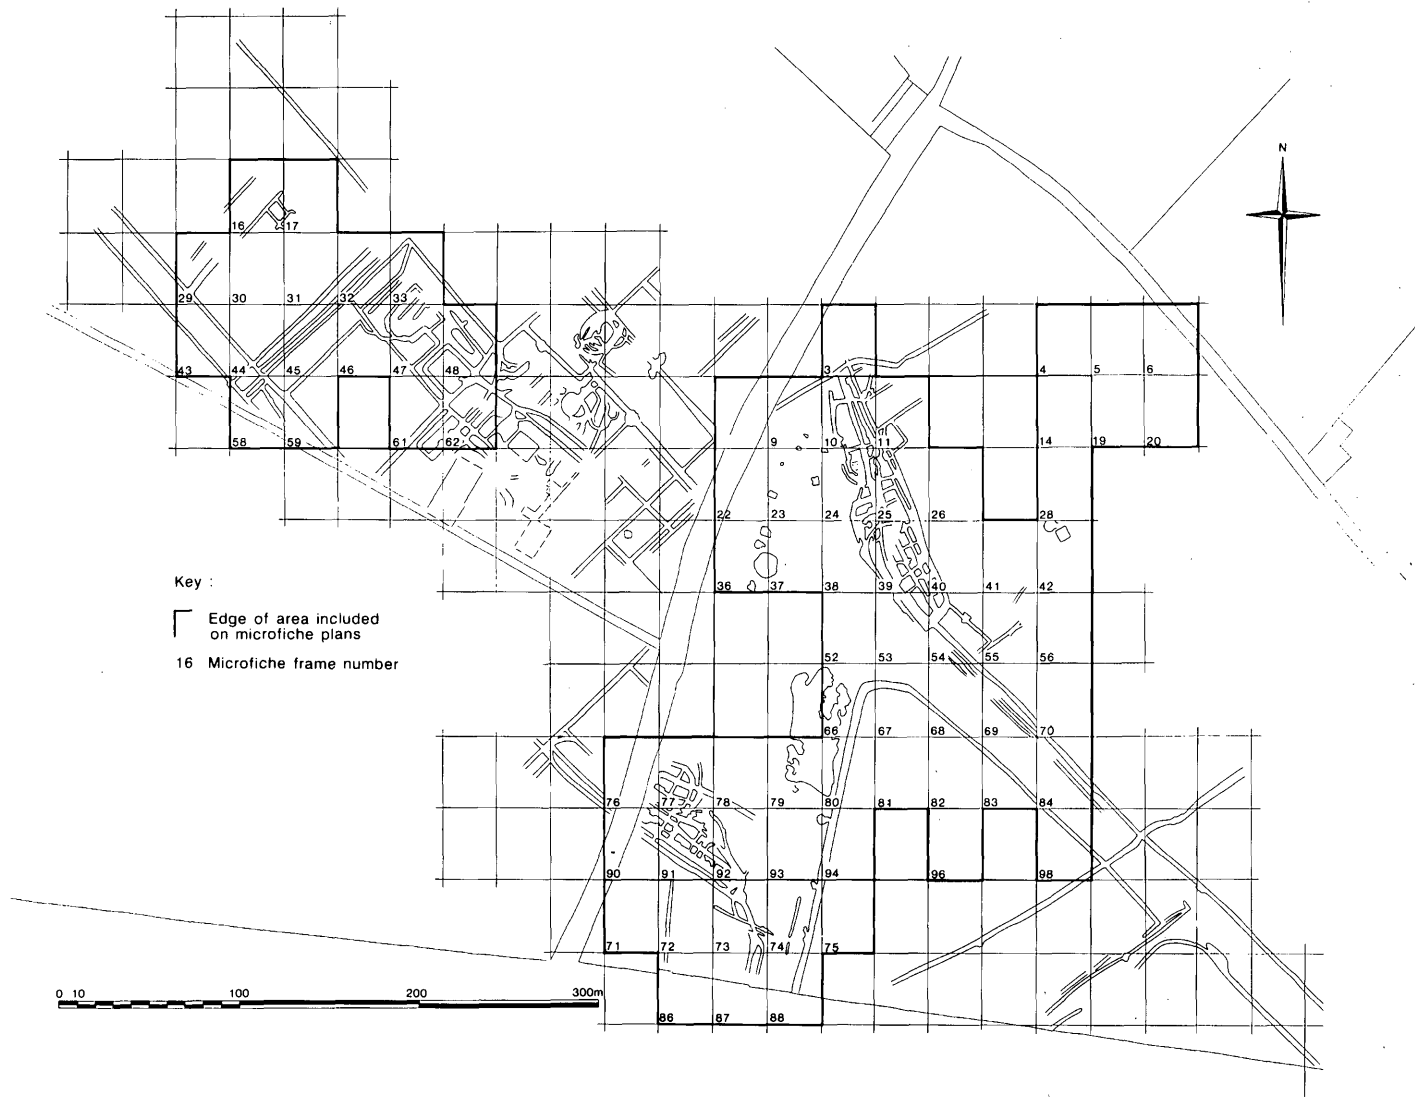 N
16 17
29 30 31 32 33
3 4 5 6
43 44 45 46 47 48
58 59 61 62 9 10 11 14 19 20
22 23 24 25 26 28
36 37 38 39 40 41 42
Key :
Edge of area included
on microfiche plans
16 Microfiche frame number
52 53 54 55 56
66 67 68 69 70
76 77 78 79 80 81 82 83 84
90 91 92 93 94 96 98
71 72 73 74 75
0 10 100 200 300m
86 87 88